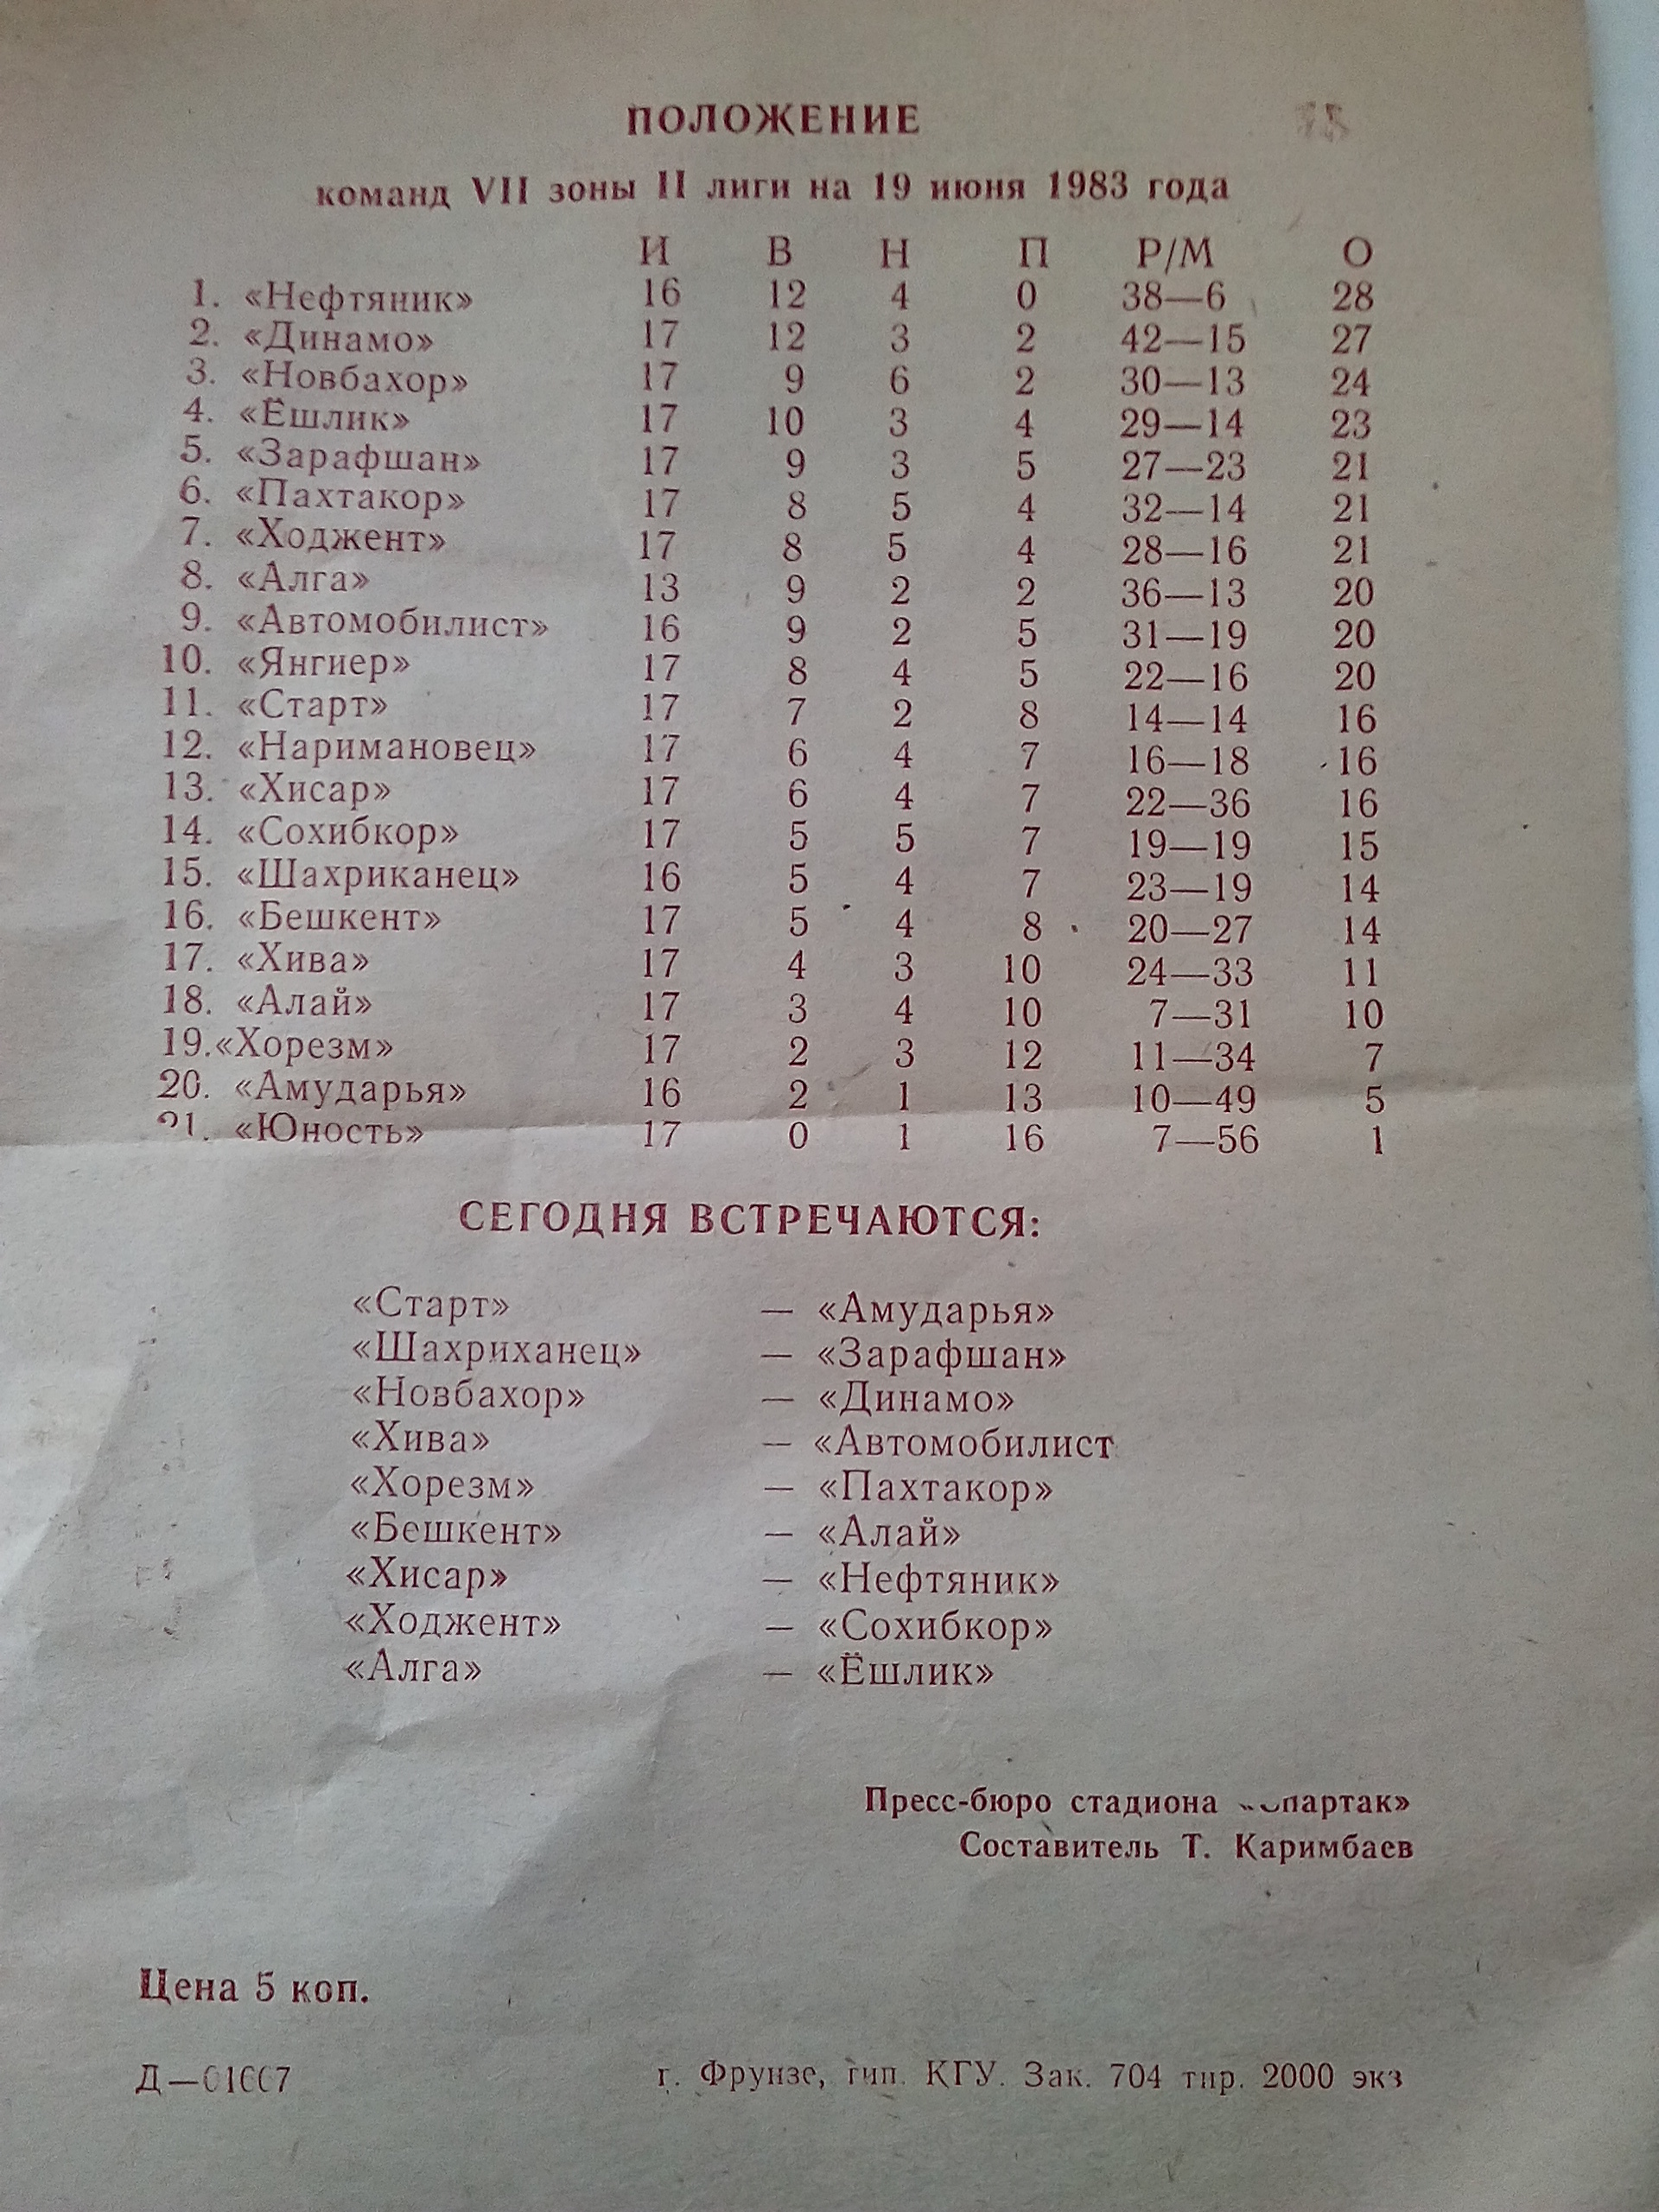 ПОЛОЖЕНИЕ
команд VII зоны II лиги на 19 июня 1983 года
И В Н П Р/М О
1. «Нефтяник» 16 12 4 0 38—6 28
2. «Динамо» 17 12 3 2 42—15 27
3. «Новбахор» 17 9 6 2 30—13 24
4. «Ёшлик» 17 10 3 4 29—14 23
5. «Зарафшан» 17 9 3 5 27—23 21
6. «Пахтакор» 17 8 5 4 32—14 21
7. «Ходжент» 17 8 5 4 28—16 21
8. «Алга» 13 9 2 2 36—13 20
9. «Автомобилист» 16 9 2 5 31—19 20
10. «Янгиер» 17 8 4 5 22—16 20
11. «Старт» 17 7 2 8 14—14 16
12. «Наримановец» 17 6 4 7 16—18 16
13. «Хисар» 17 6 4 7 22—36 16
14. «Сохибкор» 17 5 5 7 19—19 15
15. «Шахриканец» 16 5 4 7 23—19 14
16. «Бешкент» 17 5 4 8 20—27 14
17. «Хива» 17 4 3 10 24—33 11
18. «Алай» 17 3 4 10 7—31 10
19.«Хорезм» 17 2 3 12 11—34 7
20. «Амударья» 16 2 1 13 10—49 5
21. «Юность» 17 0 1 16 7—56 1
СЕГОДНЯ ВСТРЕЧАЮТСЯ:
«Старт» — «Амударья»
«Шахриханец» — «Зарафшан»
«Новбахор» — «Динамо»
«Хива» — «Автомобилист
«Хорезм» — «Пахтакор»
«Бешкент» — «Алай»
«Хисар» — «Нефтяник»
«Ходжент» — «Сохибкор»
«Алга» — «Ёшлик»
Пресс-бюро стадиона «Спартак»
Составитель Т. Каримбаев
Цена 5 коп.
Д—01007 г. Фрунзе, тип. КГУ. Зак. 704 тир. 2000 экз